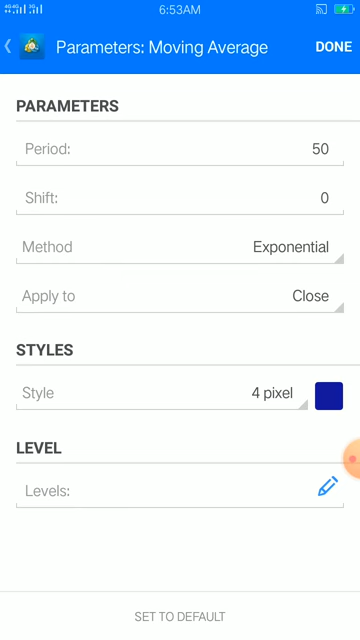 6:53AM
Parameters: Moving Average DONE
PARAMETERS
Period: 50
Shift: 0
Method Exponential
Apply to Close
STYLES
Style 4 pixel
LEVEL
Levels:
SET TO DEFAULT